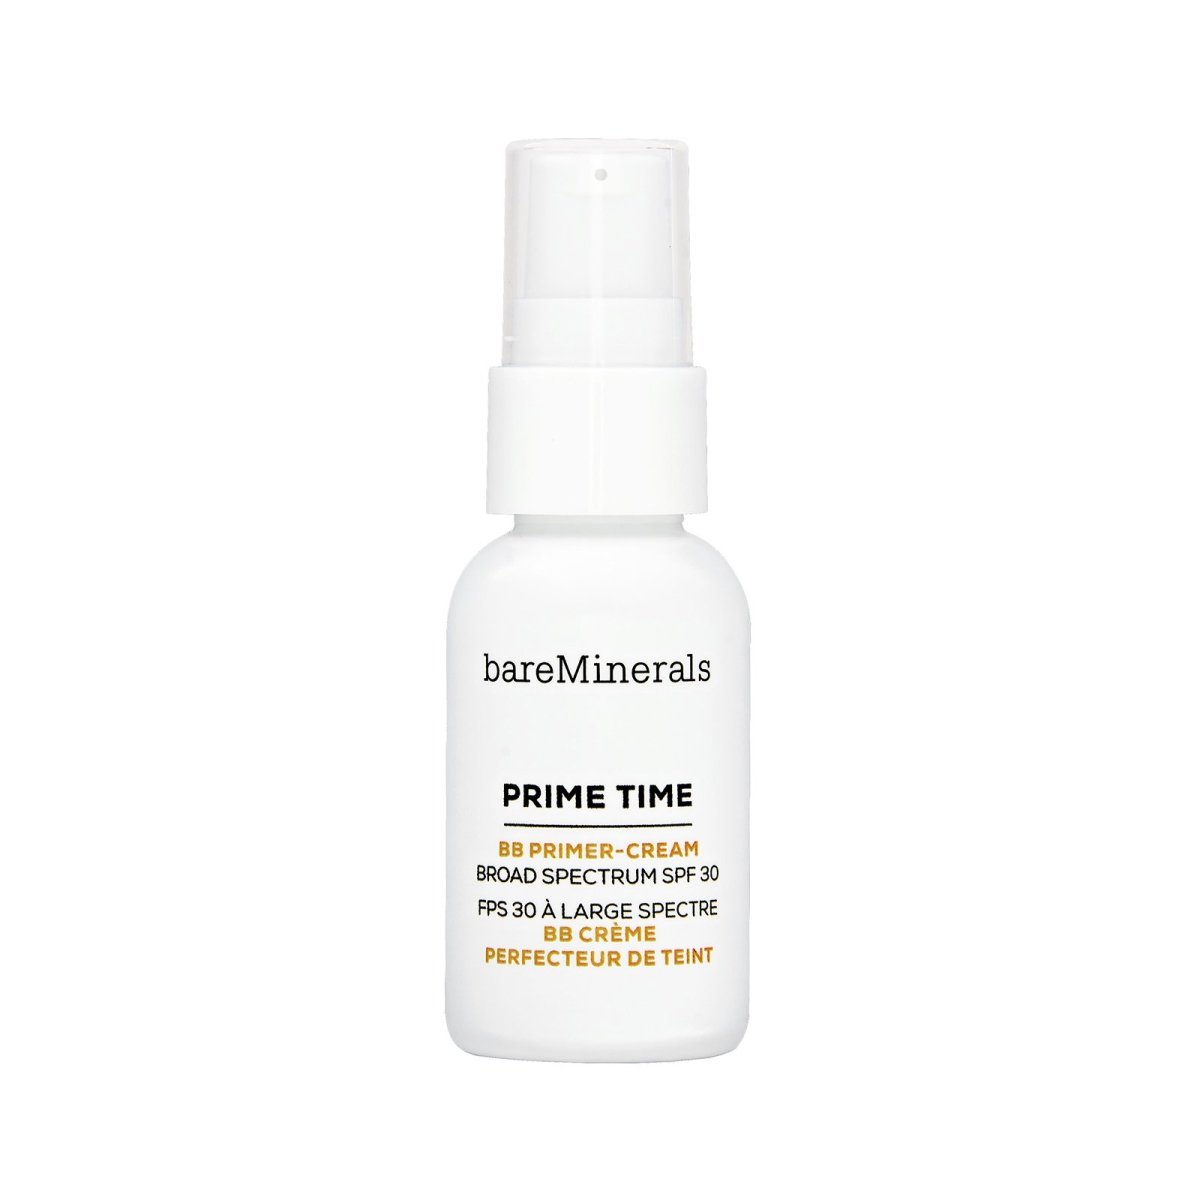 bareMinerals
PRIME TIME
BB PRIMER-CREAM
BROAD SPECTRUM SPF 30
FPS 30 À LARGE SPECTRE
BB CRÈME
PERFECTEUR DE TEINT